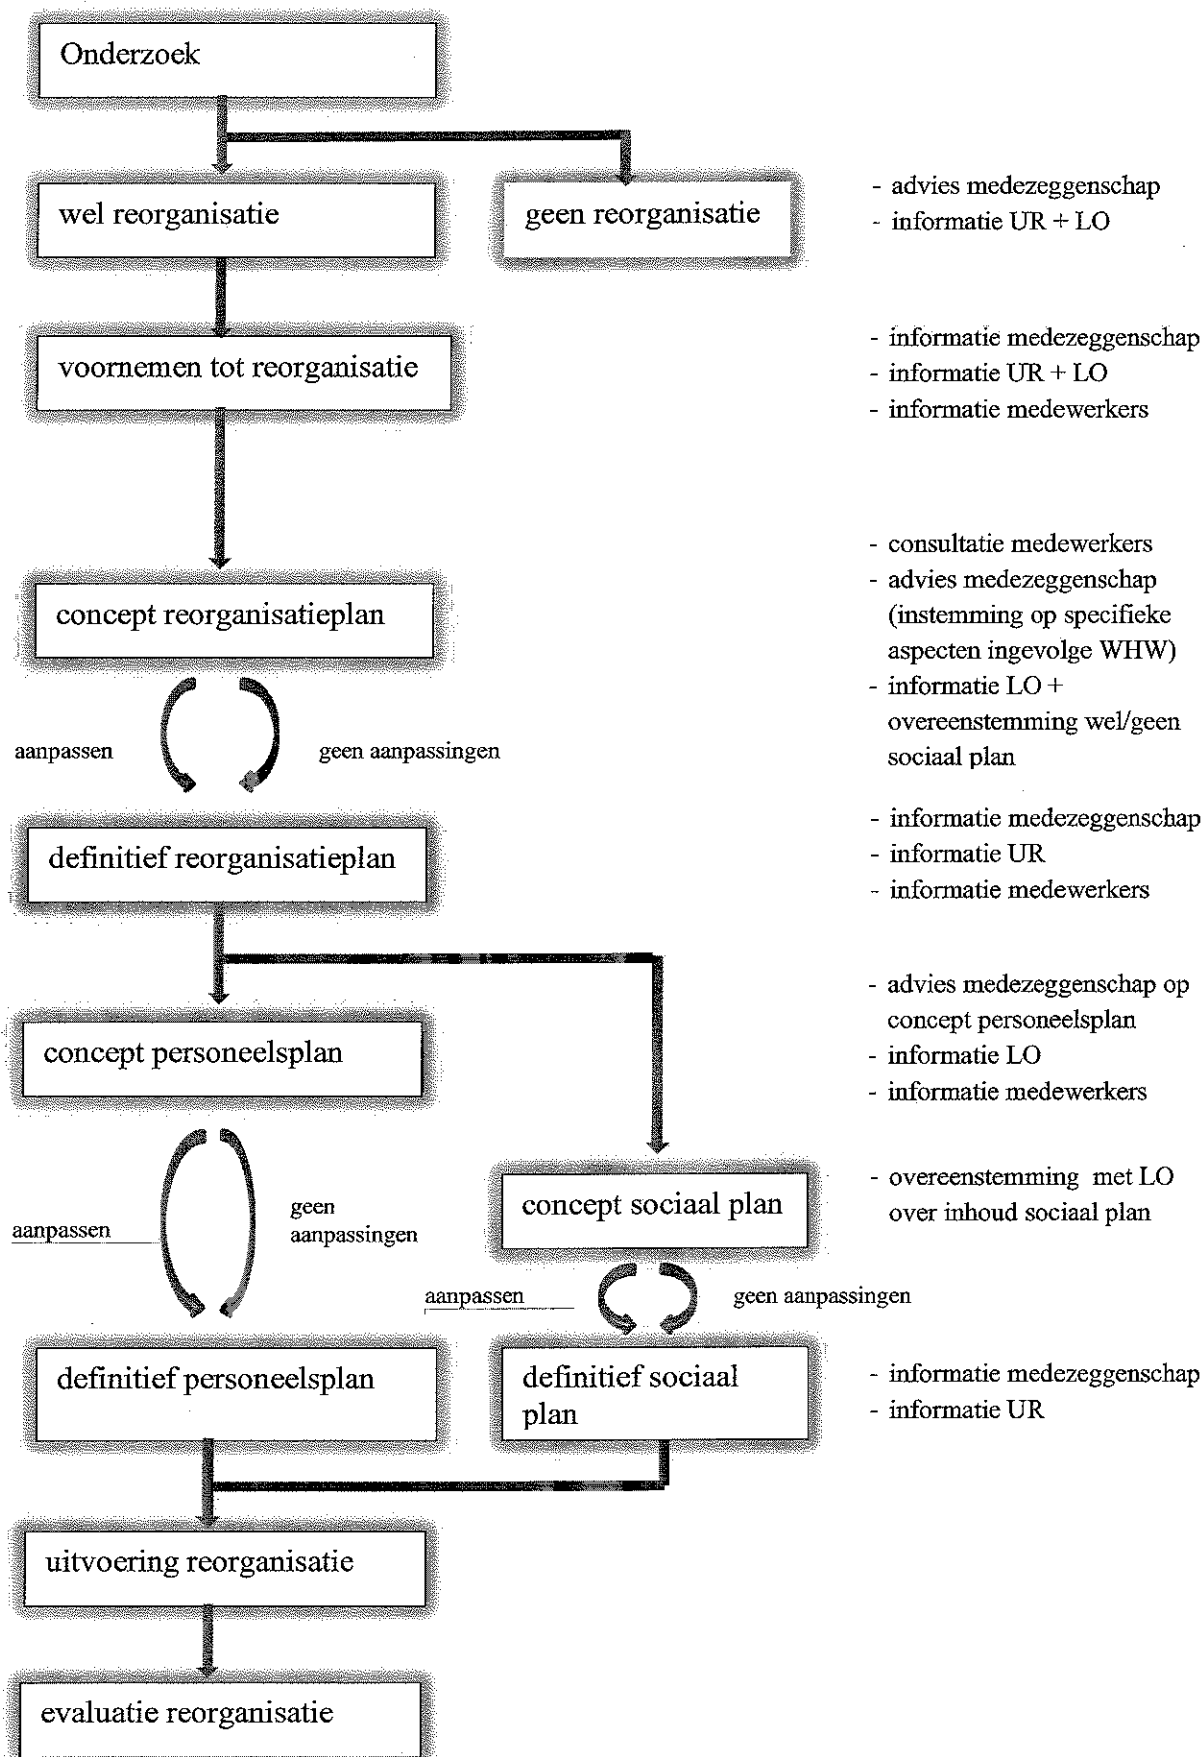 Onderzoek
wel reorganisatie
geen reorganisatie
- advies medezeggenschap
- informatie UR + LO
voornemen tot reorganisatie
- informatie medezeggenschap
- informatie UR + LO
- informatie medewerkers
concept reorganisatieplan
- consultatie medewerkers
- advies medezeggenschap
(instemming op specifieke
aspecten ingevolge WHW)
- informatie LO +
overeenstemming wel/geen
sociaal plan
aanpassen
geen aanpassingen
definitief reorganisatieplan
- informatie medezeggenschap
- informatie UR
- informatie medewerkers
concept personeelsplan
- advies medezeggenschap op
concept personeelsplan
- informatie LO
- informatie medewerkers
aanpassen
geen
aanpassingen
concept sociaal plan
- overeenstemming met LO
over inhoud sociaal plan
aanpassen
geen aanpassingen
definitief personeelsplan
definitief sociaal
plan
- informatie medezeggenschap
- informatie UR
uitvoering reorganisatie
evaluatie reorganisatie